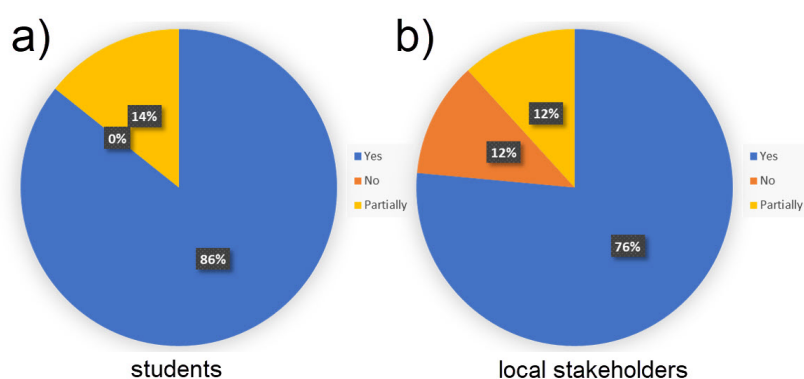 a)
14%
0%
86%
Yes
No
Partially
students
b)
12%
12%
76%
Yes
No
Partially
local stakeholders